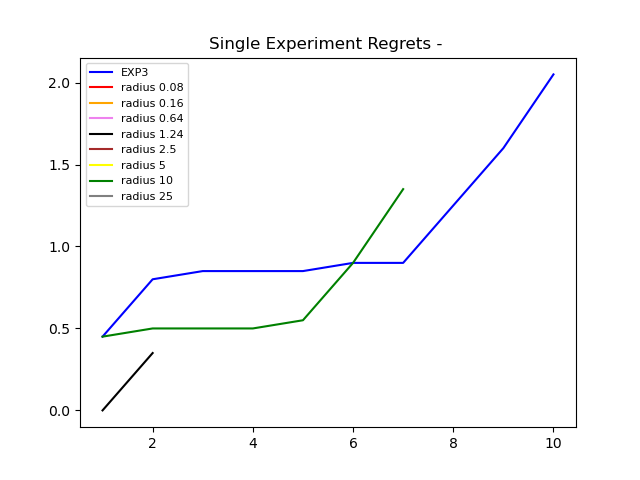 Single Experiment Regrets -
EXP3
radius 0.08
radius 0.16
radius 0.64
radius 1.24
radius 2.5
radius 5
radius 10
radius 25
2.0
1.5
1.0
0.5
0.0
2 4 6 8 10